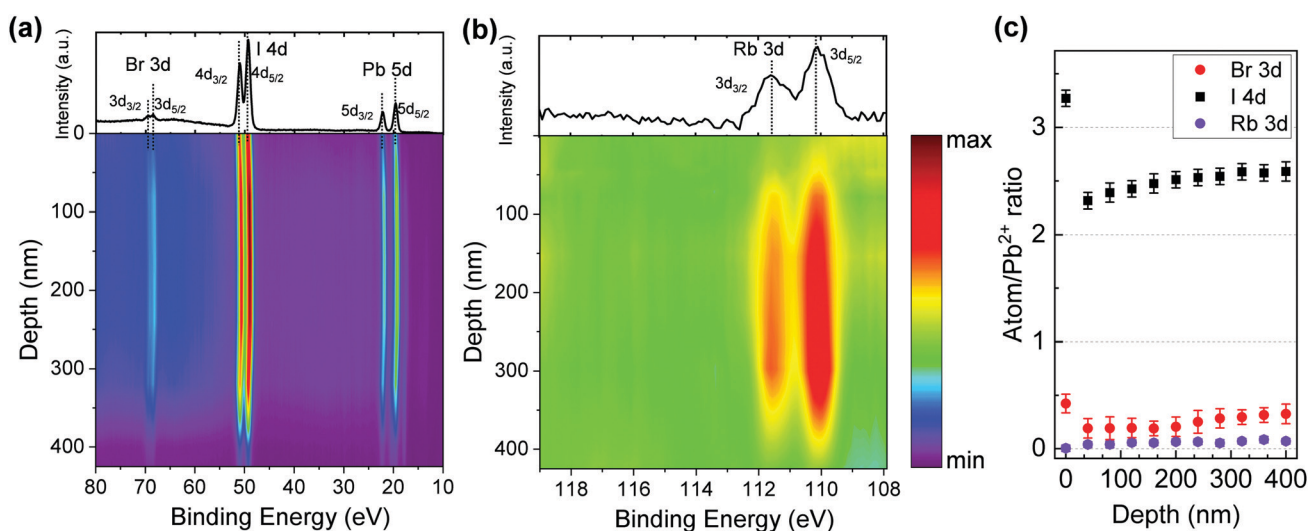 (a)
Intensity (a.u.)
Br 3d
3d3/2
3d5/2
I 4d
4d3/2
4d5/2
Pb 5d
5d3/2
5d5/2
0
100
200
300
400
Depth (nm)
80 70 60 50 40 30 20 10
Binding Energy (eV)
(b)
Intensity (a.u.)
Rb 3d
3d3/2
3d5/2
0
100
200
300
400
Depth (nm)
118 116 114 112 110 108
Binding Energy (eV)
max
min
(c)
Br 3d
I 4d
Rb 3d
3
2
1
0
Atom/Pb2+ ratio
0 100 200 300 400
Depth (nm)